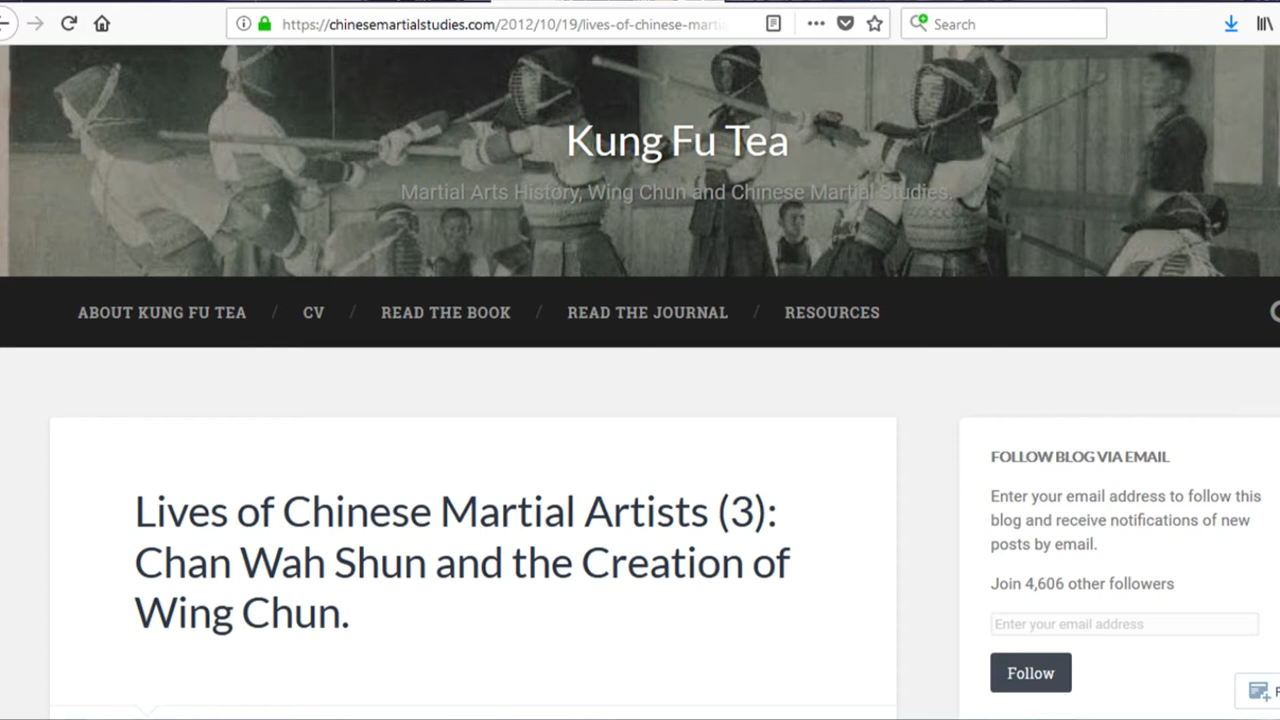 https://chinesemartialstudies.com/2012/10/19/lives-of-chinese-marti
Search
Kung Fu Tea
Martial Arts History, Wing Chun and Chinese Martial Studies.
ABOUT KUNG FU TEA / CV / READ THE BOOK / READ THE JOURNAL / RESOURCES
Lives of Chinese Martial Artists (3):
Chan Wah Shun and the Creation of
Wing Chun.
FOLLOW BLOG VIA EMAIL
Enter your email address to follow this
blog and receive notifications of new
posts by email.
Join 4,606 other followers
Enter your email address
Follow